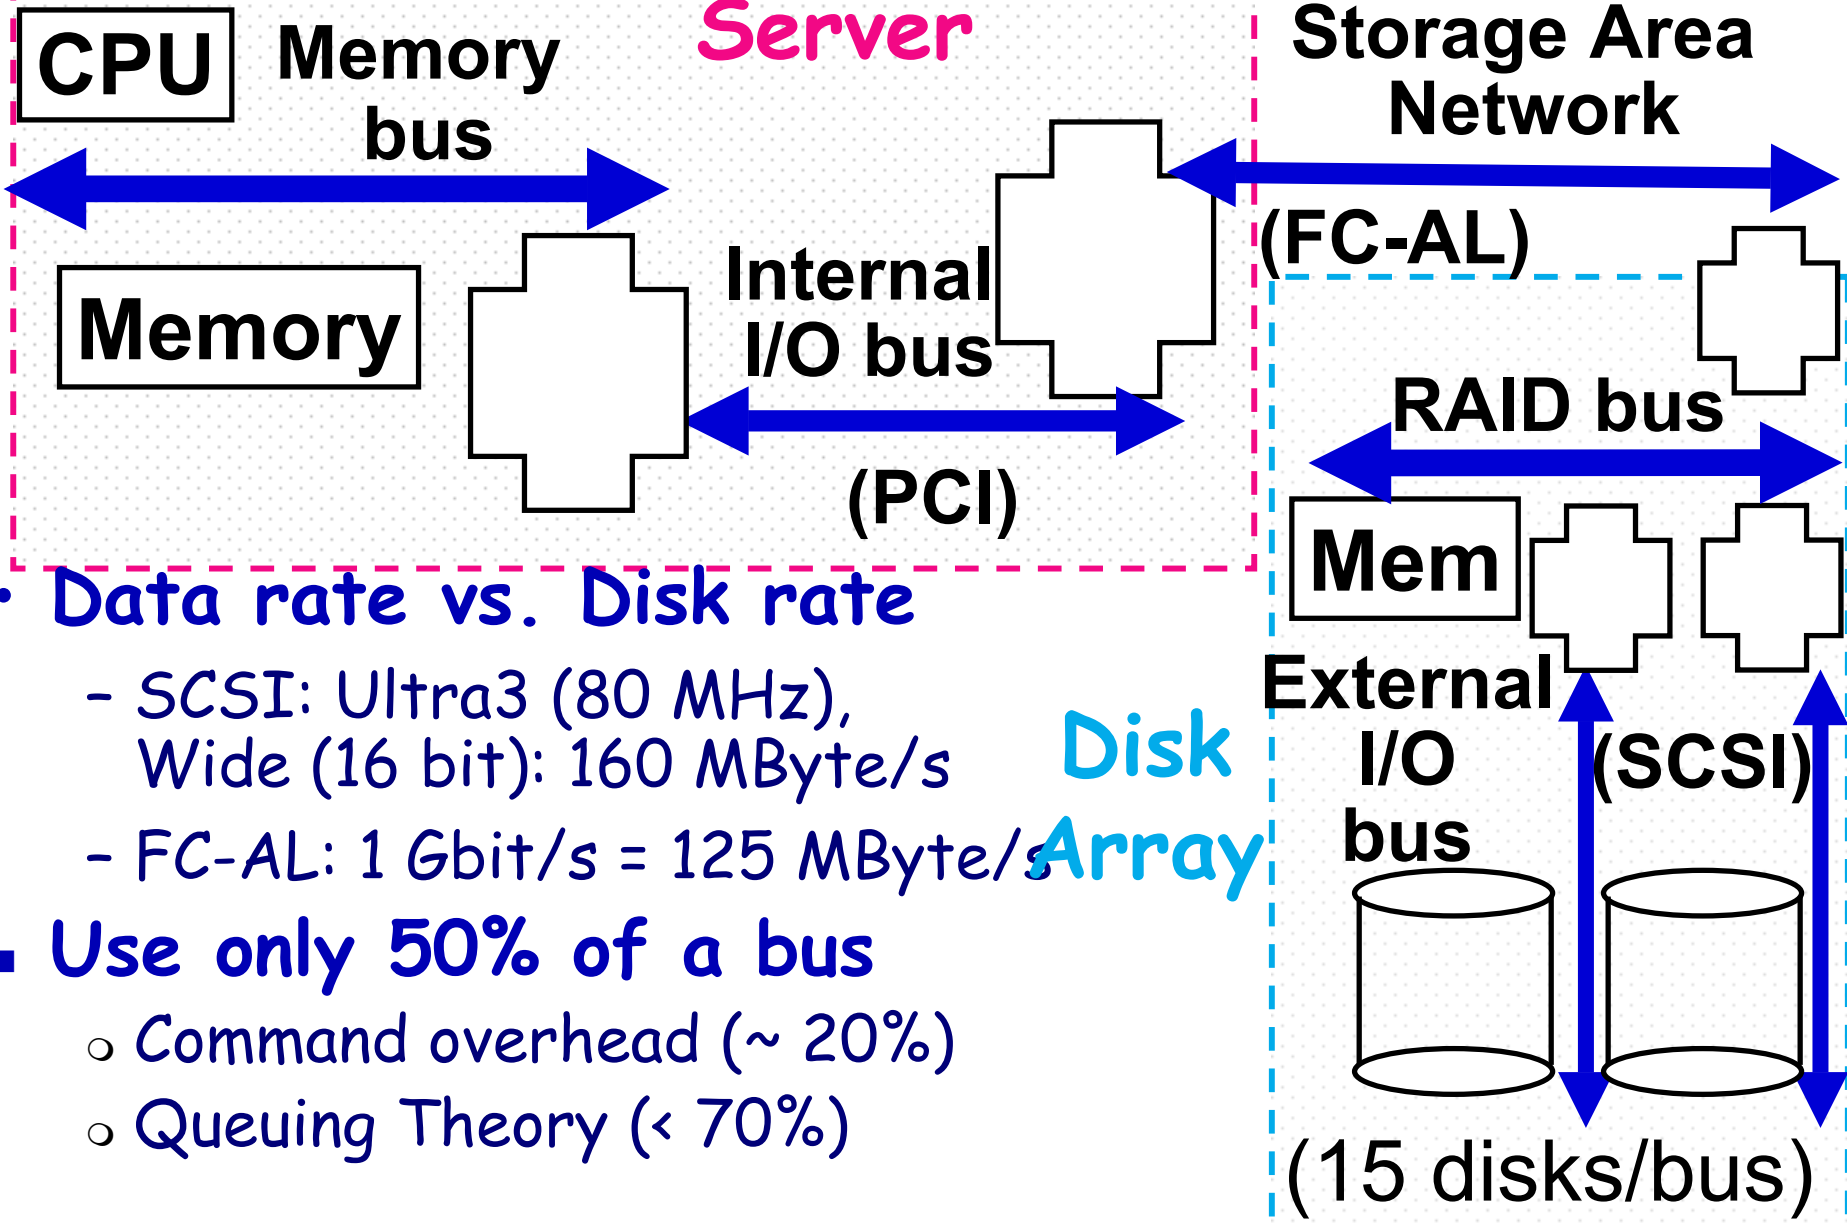 Server
CPU
Memory
bus
Storage Area
Network
(FC-AL)
Memory
Internal
I/O bus
(PCI)
RAID bus
Mem
• Data rate vs. Disk rate
– SCSI: Ultra3 (80 MHz),
Wide (16 bit): 160 MByte/s
– FC-AL: 1 Gbit/s = 125 MByte/s
■ Use only 50% of a bus
❍ Command overhead (~ 20%)
❍ Queuing Theory (< 70%)
Disk
Array
External
I/O
bus
(SCSI)
(15 disks/bus)